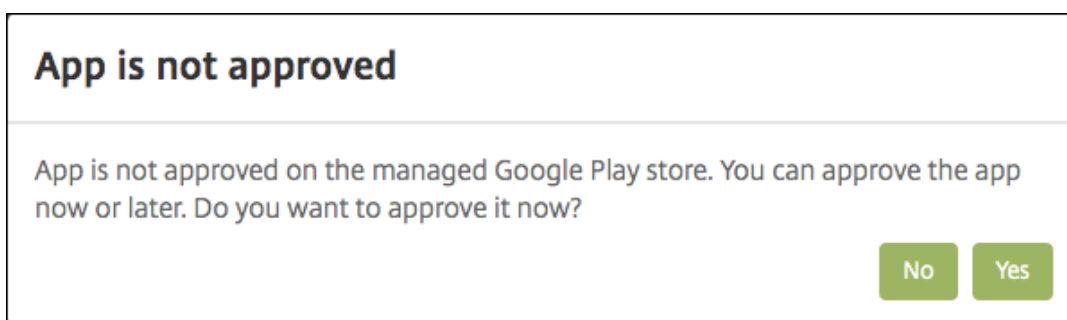 App is not approved
App is not approved on the managed Google Play store. You can approve the app
now or later. Do you want to approve it now?
No Yes